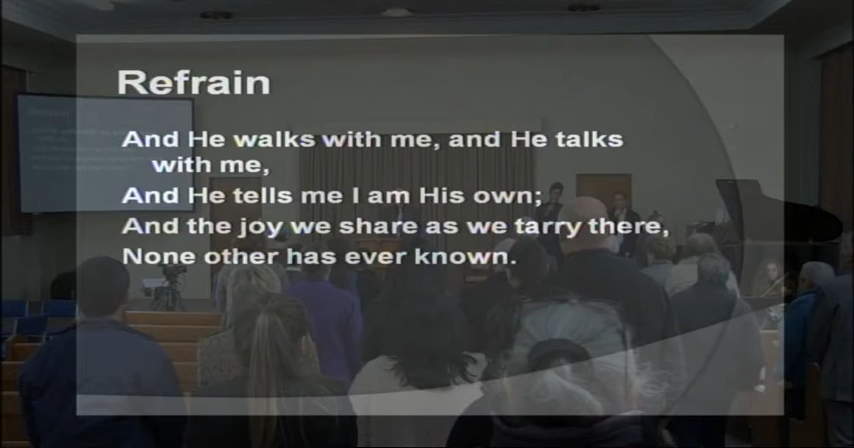 Refrain
And He walks with me, and He talks
with me,
And He tells me I am His own;
And the joy we share as we tarry there,
None other has ever known.